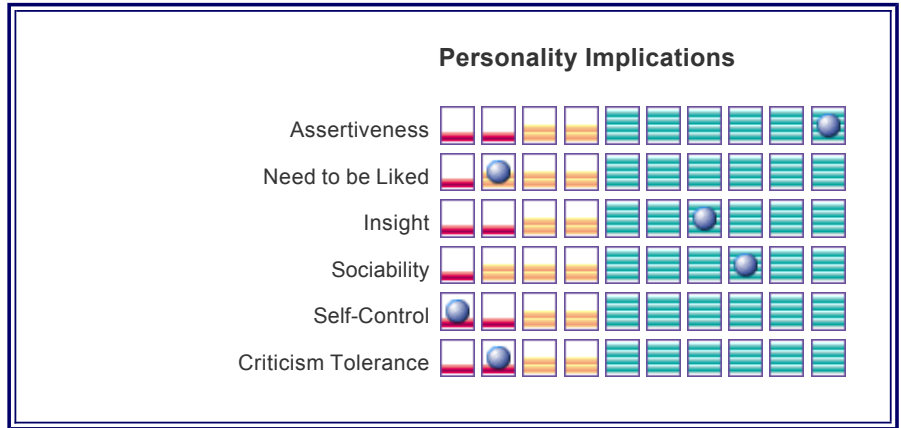 Personality Implications
Assertiveness
Need to be Liked
Insight
Sociability
Self-Control
Criticism Tolerance